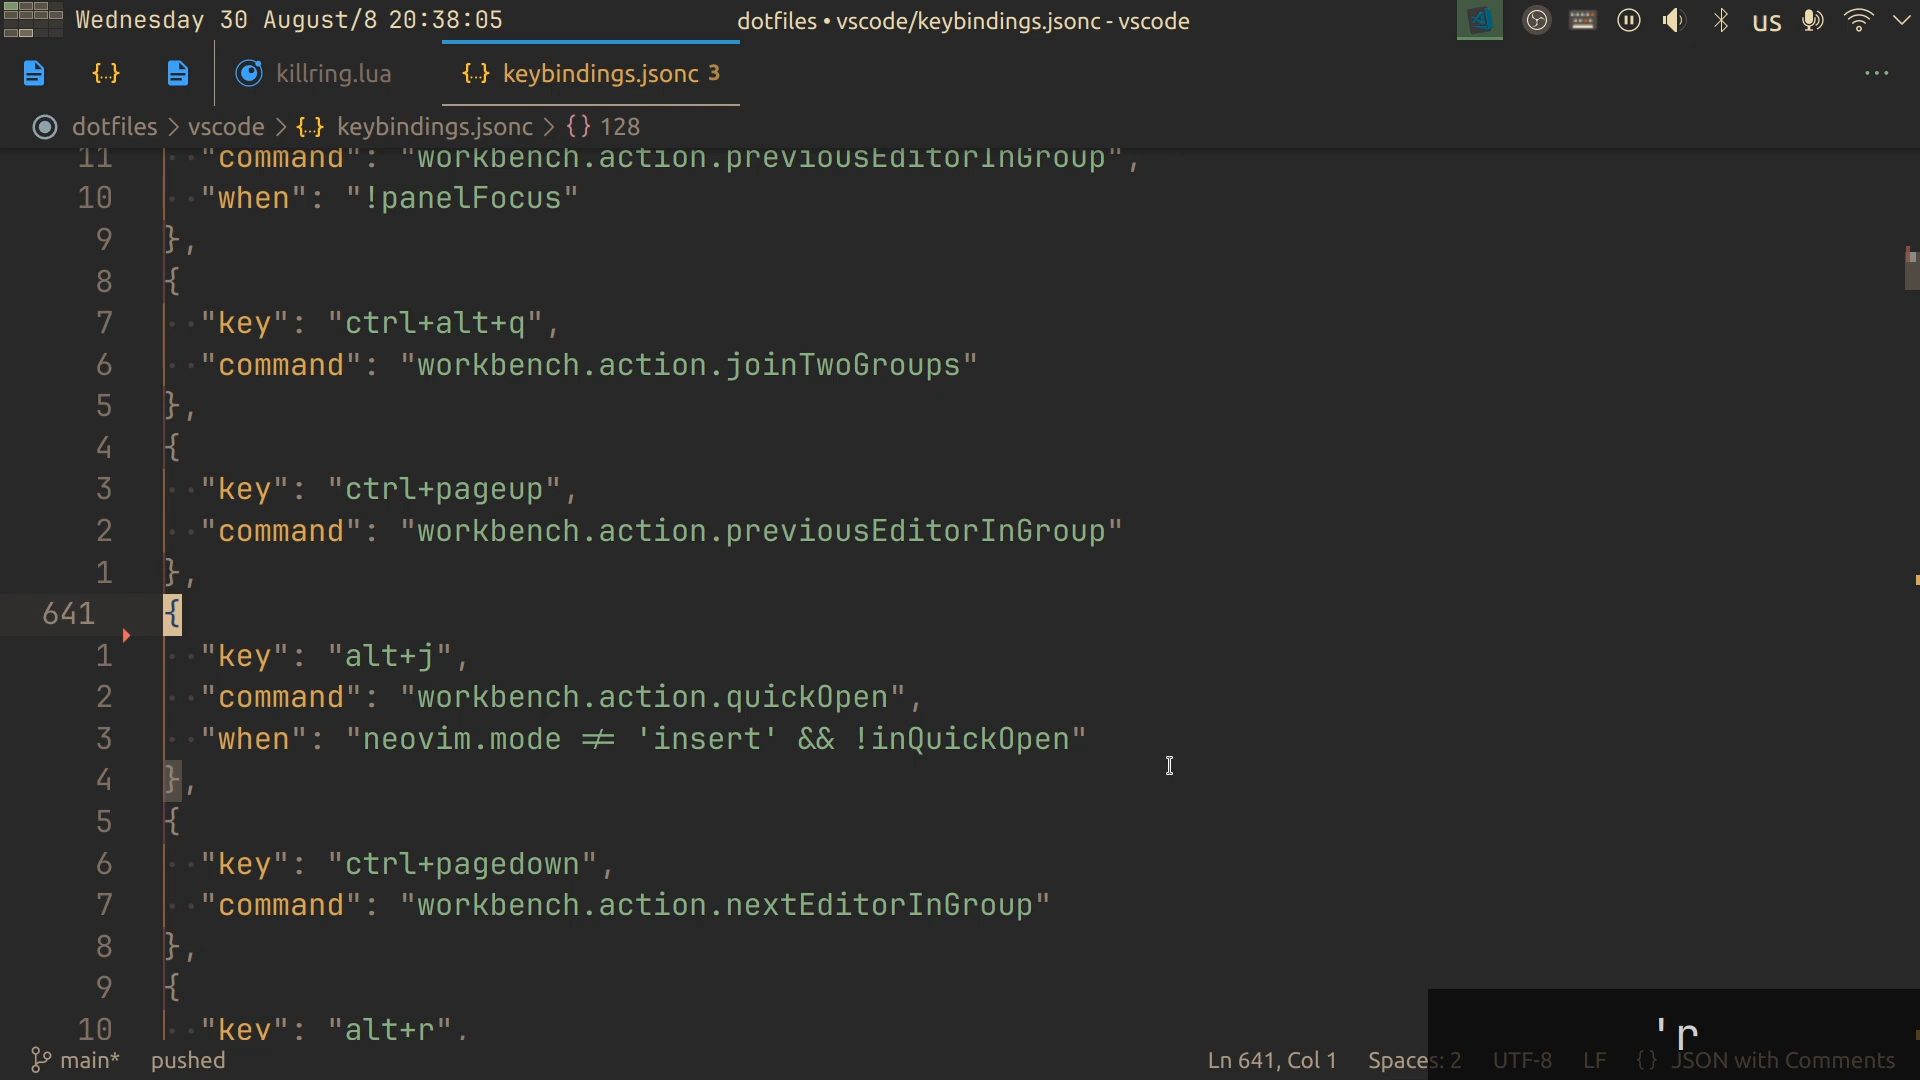 Wednesday 30 August/8 20:38:05
dotfiles • vscode/keybindings.jsonc - vscode
us
{..} killring.lua
{..} keybindings.jsonc 3
...
dotfiles > vscode > {..} keybindings.jsonc > {} 128
11 "command": "workbench.action.previousEditorInGroup",
10 "when": "!panelFocus"
9 },
8 {
7 "key": "ctrl+alt+q",
6 "command": "workbench.action.joinTwoGroups"
5 },
4 {
3 "key": "ctrl+pageup",
2 "command": "workbench.action.previousEditorInGroup"
1 },
641 {
1 "key": "alt+j",
2 "command": "workbench.action.quickOpen",
3 "when": "neovim.mode != 'insert' && !inQuickOpen"
4 },
5 {
6 "key": "ctrl+pagedown",
7 "command": "workbench.action.nextEditorInGroup"
8 },
9 {
10 "key": "alt+r",
'r
main* pushed
Ln 641, Col 1 Spaces: 2 UTF-8 LF {} JSON with Comments